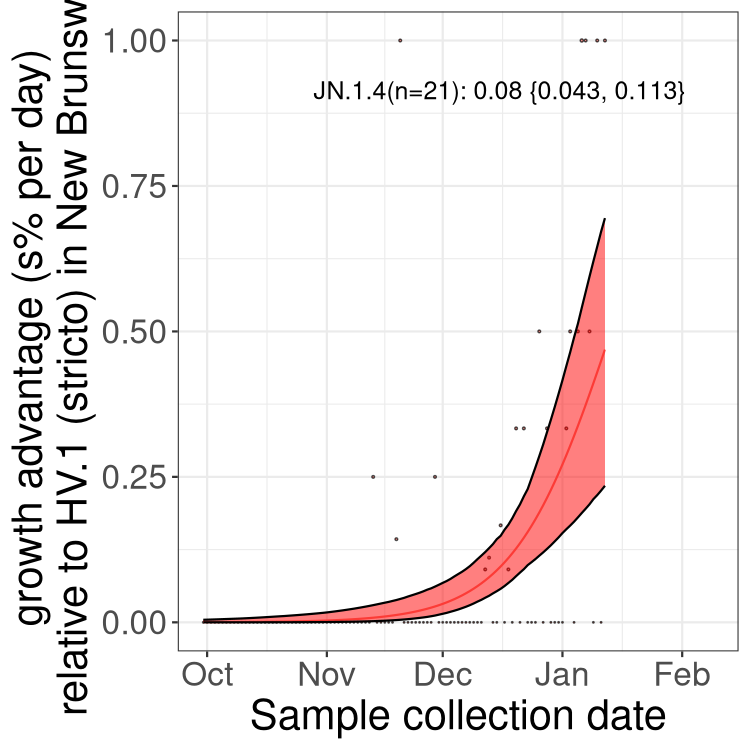 growth advantage (s% per day)
relative to HV.1 (stricto) in New Brunsw
1.00
0.75
0.50
0.25
0.00
JN.1.4(n=21): 0.08 {0.043, 0.113}
Oct Nov Dec Jan Feb
Sample collection date